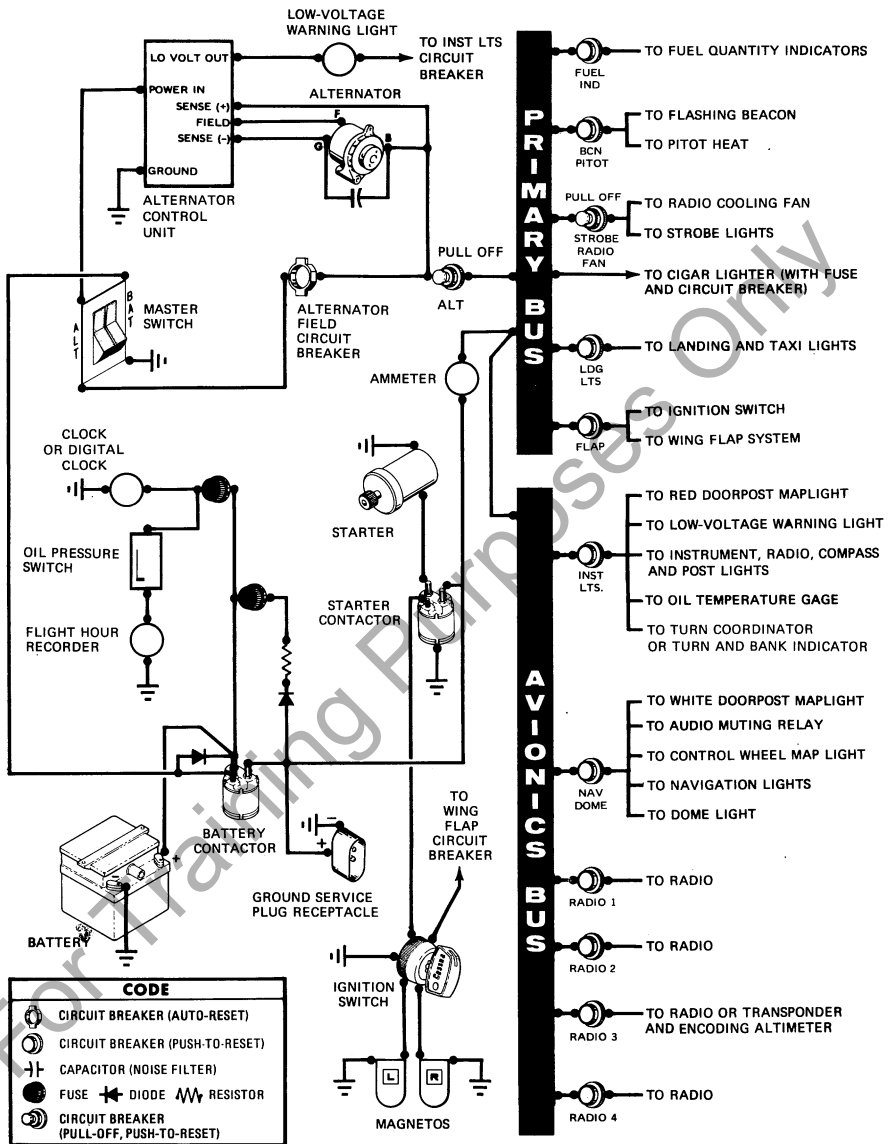 LOW-VOLTAGE
WARNING LIGHT
LO VOLT OUT
POWER IN
SENSE (+)
FIELD
SENSE (-)
GROUND
ALTERNATOR
CONTROL
UNIT
TO INST LTS
CIRCUIT
BREAKER
ALTERNATOR
F
G
B
BAT
ALT
MASTER
SWITCH
ALTERNATOR
FIELD
CIRCUIT
BREAKER
PULL OFF
ALT
AMMETER
CLOCK
OR DIGITAL
CLOCK
OIL PRESSURE
SWITCH
FLIGHT HOUR
RECORDER
STARTER
STARTER
CONTACTOR
BATTERY
CONTACTOR
+
-
BATTERY
-
+
GROUND SERVICE
PLUG RECEPTACLE
TO
WING
FLAP
CIRCUIT
BREAKER
IGNITION
SWITCH
Cessna
L
R
MAGNETOS
PRIMARY BUS
FUEL
IND
TO FUEL QUANTITY INDICATORS
BCN
PITOT
TO FLASHING BEACON
TO PITOT HEAT
PULL OFF
STROBE
RADIO
FAN
TO RADIO COOLING FAN
TO STROBE LIGHTS
TO CIGAR LIGHTER (WITH FUSE
AND CIRCUIT BREAKER)
LDG
LTS
TO LANDING AND TAXI LIGHTS
FLAP
TO IGNITION SWITCH
TO WING FLAP SYSTEM
AVIONICS BUS
INST
LTS.
TO RED DOORPOST MAPLIGHT
TO LOW-VOLTAGE WARNING LIGHT
TO INSTRUMENT, RADIO, COMPASS
AND POST LIGHTS
TO OIL TEMPERATURE GAGE
TO TURN COORDINATOR
OR TURN AND BANK INDICATOR
NAV
DOME
TO WHITE DOORPOST MAPLIGHT
TO AUDIO MUTING RELAY
TO CONTROL WHEEL MAP LIGHT
TO NAVIGATION LIGHTS
TO DOME LIGHT
RADIO 1
TO RADIO
RADIO 2
TO RADIO
RADIO 3
TO RADIO OR TRANSPONDER
AND ENCODING ALTIMETER
RADIO 4
TO RADIO
CODE
CIRCUIT BREAKER (AUTO-RESET)
CIRCUIT BREAKER (PUSH-TO-RESET)
CAPACITOR (NOISE FILTER)
FUSE DIODE RESISTOR
CIRCUIT BREAKER
(PULL-OFF, PUSH-TO-RESET)
For Training Purposes Only